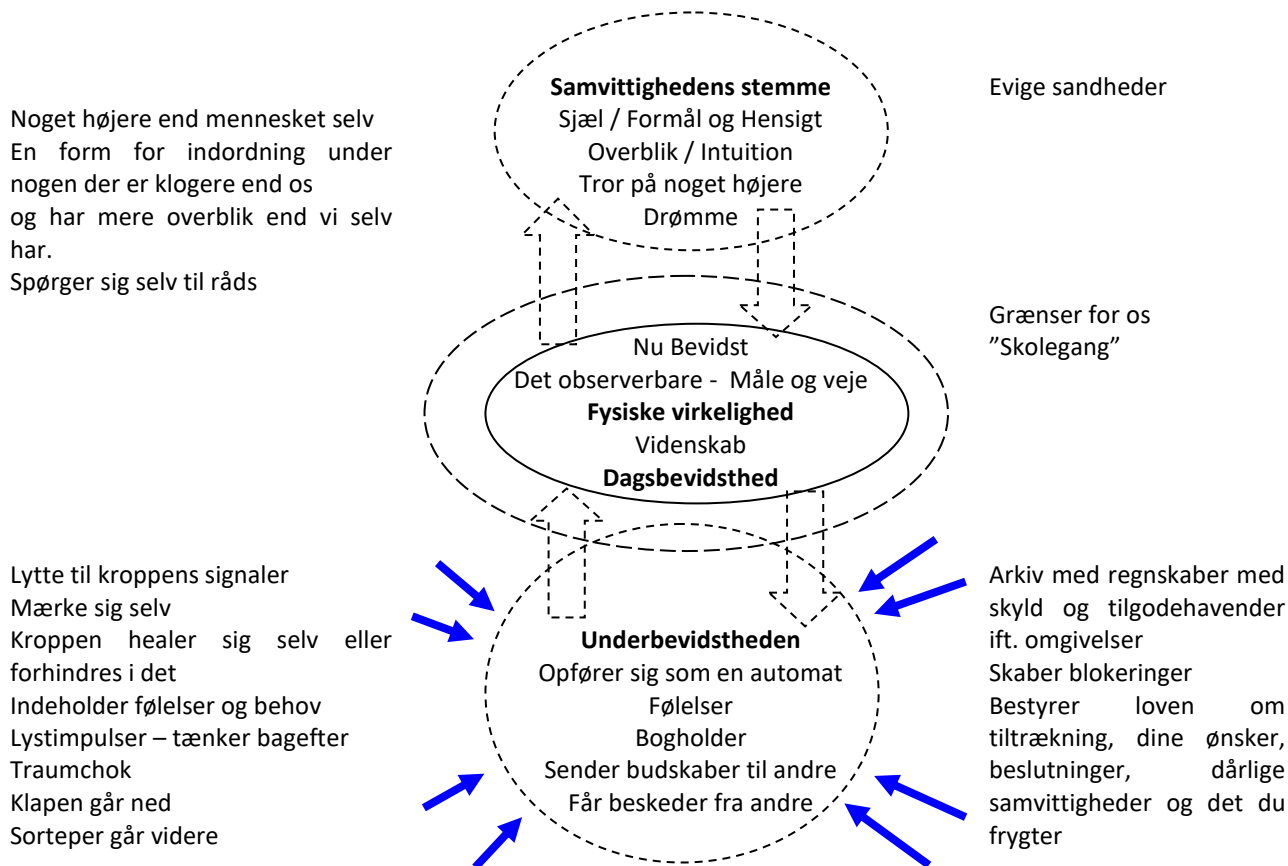 Samvittighedens stemme
Sjæl / Formål og Hensigt
Overblik / Intuition
Tror på noget højere
Drømme
Evige sandheder
Noget højere end mennesket selv
En form for indordning under
nogen der er klogere end os
og har mere overblik end vi selv
har.
Spørger sig selv til råds
Grænser for os
”Skolegang”
Nu Bevidst
Det observerbare - Måle og veje
Fysiske virkelighed
Videnskab
Dagsbevidsthed
Lytte til kroppens signaler
Mærke sig selv
Kroppen healer sig selv eller
forhindres i det
Indeholder følelser og behov
Lystimpulser – tænker bagefter
Traumchok
Klapen går ned
Sorteper går videre
Underbevidstheden
Opfører sig som en automat
Følelser
Bogholder
Sender budskaber til andre
Får beskeder fra andre
Arkiv med regnskaber med
skyld og tilgodehavender
ift. omgivelser
Skaber blokeringer
Bestyrer loven om
tiltrækning, dine ønsker,
beslutninger, dårlige
samvittigheder og det du
frygter